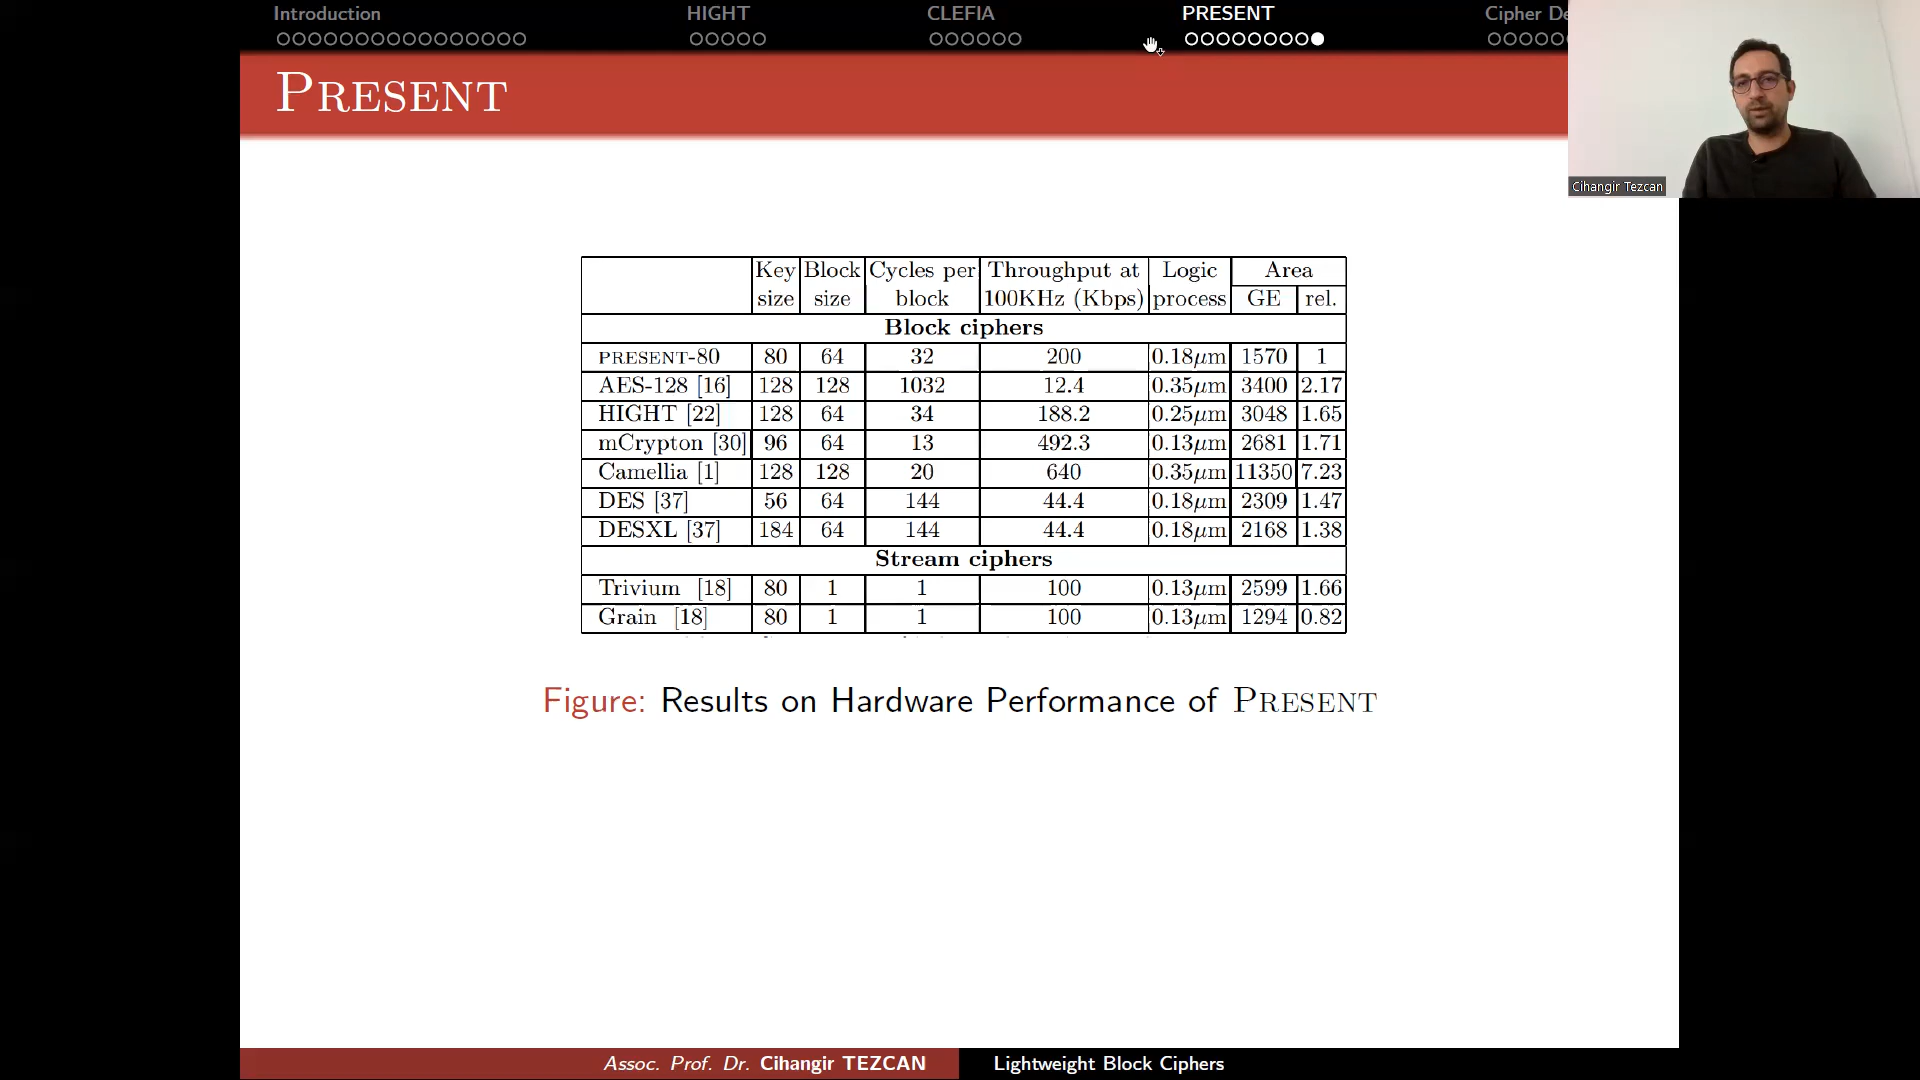 Introduction HIGHT CLEFIA PRESENT Cipher
PRESENT
Cihangir Tezcan
Key Block Cycles per Throughput at Logic Area
size size block 100KHz (Kbps) process GE rel.
Block ciphers
PRESENT-80 80 64 32 200 0.18μm 1570 1
AES-128 [16] 128 128 1032 12.4 0.35μm 3400 2.17
HIGHT [22] 128 64 34 188.2 0.25μm 3048 1.65
mCrypton [30] 96 64 13 492.3 0.13μm 2681 1.71
Camellia [1] 128 128 20 640 0.35μm 11350 7.23
DES [37] 56 64 144 44.4 0.18μm 2309 1.47
DESXL [37] 184 64 144 44.4 0.18μm 2168 1.38
Stream ciphers
Trivium [18] 80 1 1 100 0.13μm 2599 1.66
Grain [18] 80 1 1 100 0.13μm 1294 0.82
Figure: Results on Hardware Performance of PRESENT
Assoc. Prof. Dr. Cihangir TEZCAN Lightweight Block Ciphers